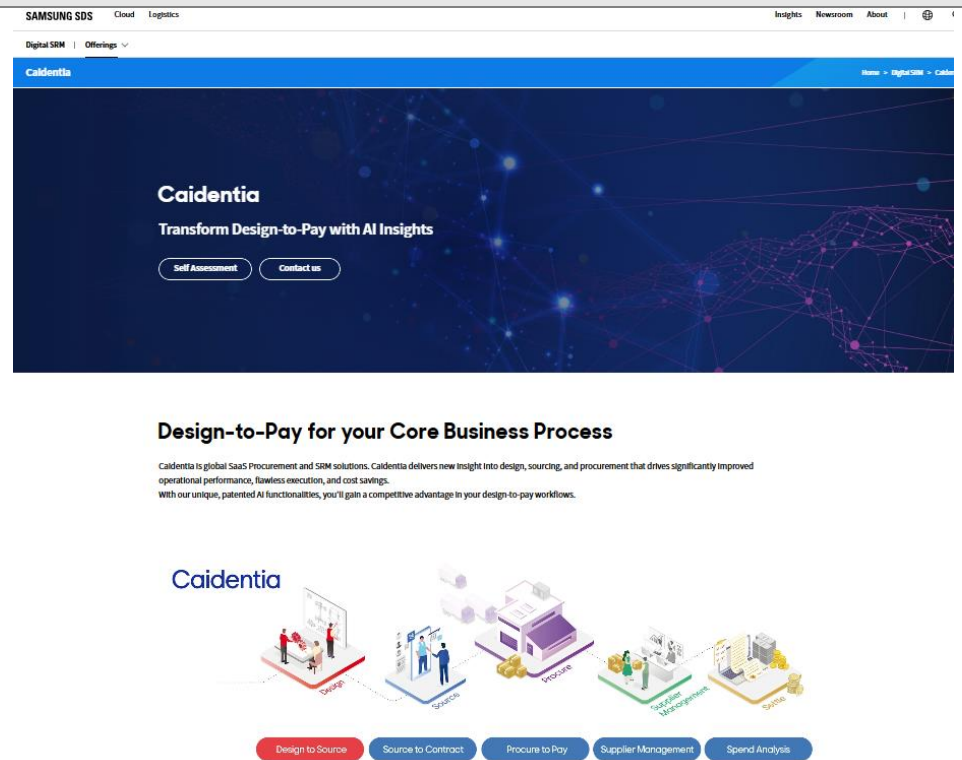 SAMSUNG SDS Cloud Logistics Insights Newsroom About |
Digital SRM | Offerings
Caidentia Home > Digital SRM > Caiden
Caidentia
Transform Design-to-Pay with AI Insights
Self Assessment Contact us
Design-to-Pay for your Core Business Process
Caidentia is global SaaS Procurement and SRM solutions. Caidentia delivers new insight into design, sourcing, and procurement that drives significantly improved
operational performance, flawless execution, and cost savings.
With our unique, patented AI functionalities, you'll gain a competitive advantage in your design-to-pay workflows.
Caidentia
Design
Source
Procure
Supplier
Management
Settle
Design to Source Source to Contract Procure to Pay Supplier Management Spend Analysis